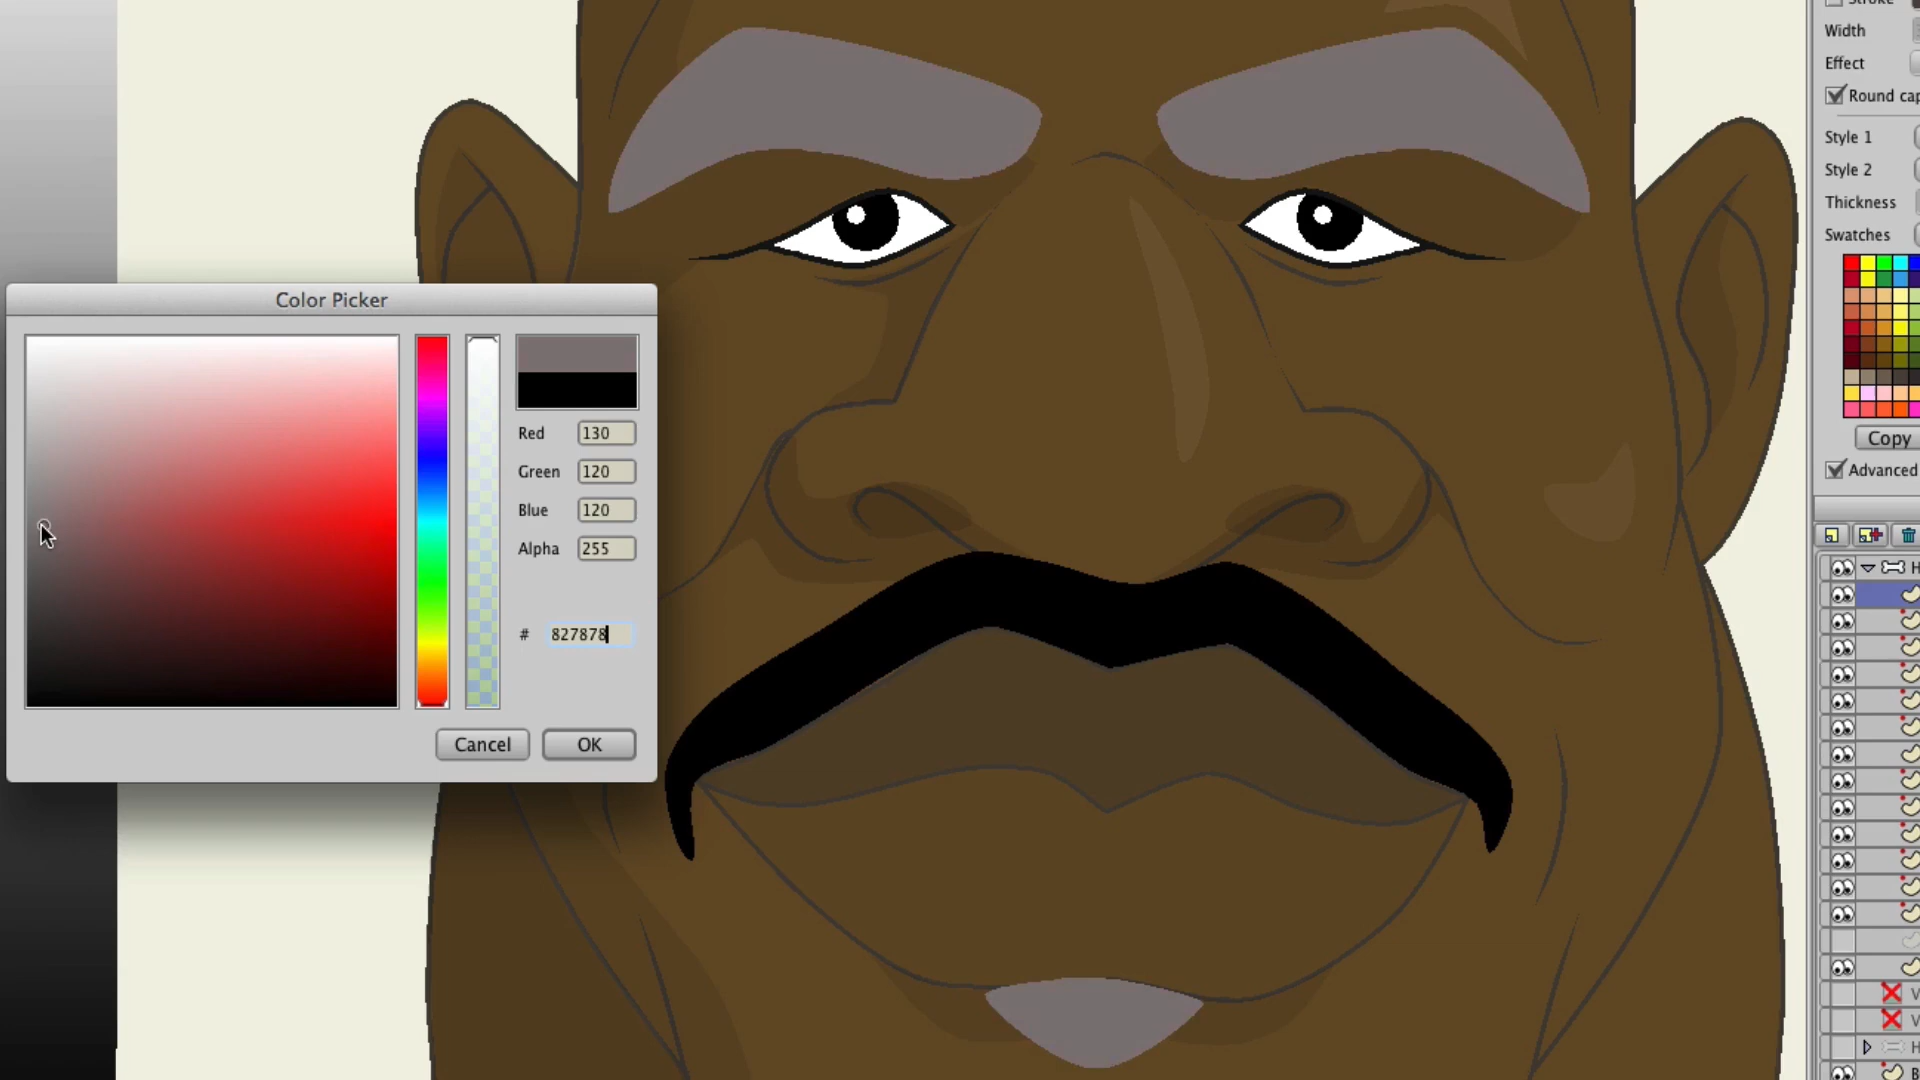 Stroke
Width
Effect
Round cap
Style 1
Style 2
Thickness
Swatches
Copy
Advanced
Color Picker
Red 130
Green 120
Blue 120
Alpha 255
# 827878
Cancel OK
H
V
V
H
B